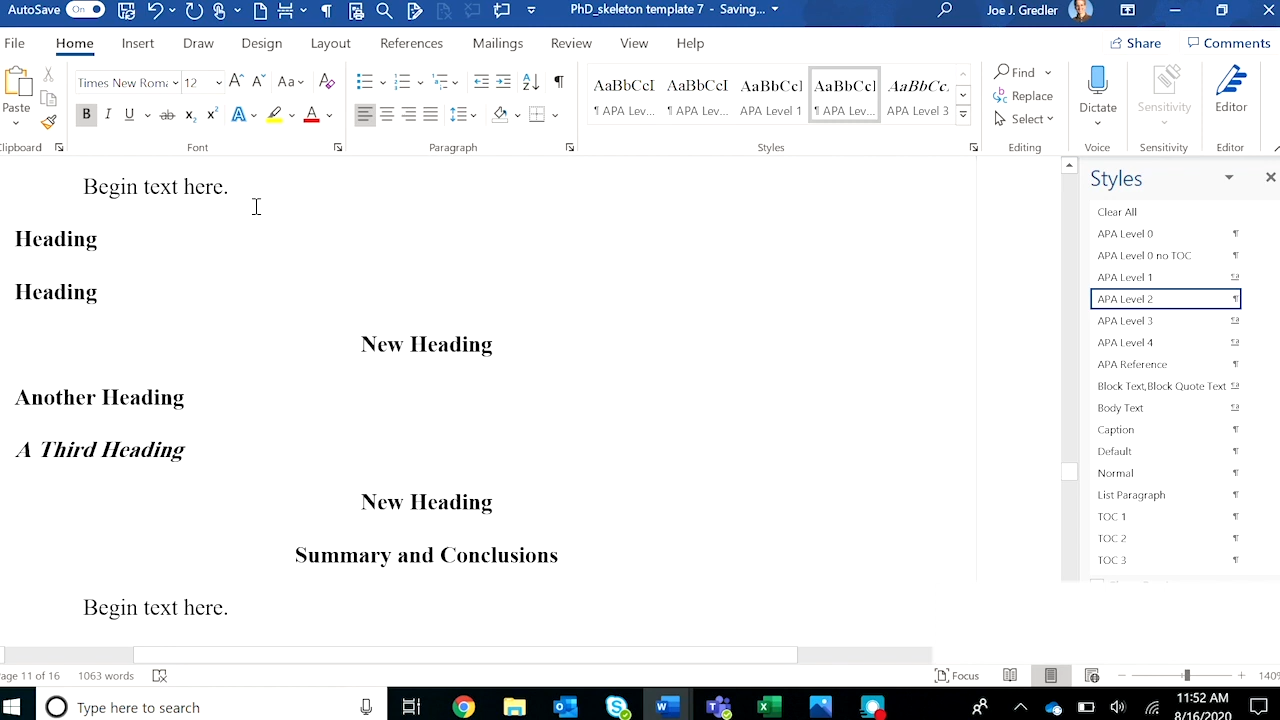 AutoSave On
PhD_skeleton template 7 - Saving...
Joe J. Gredler
File Home Insert Draw Design Layout References Mailings Review View Help
Share Comments
Paste
Times New Roma 12 Aa
B I U ab x₂ x² A A
AaBbCcI AaBbCcI AaBbCcI AaBbCcI AaBbCc.
¶ APA Lev... ¶ APA Lev... APA Level 1 ¶ APA Lev... APA Level 3
Find
Replace
Select
Dictate Sensitivity Editor
Clipboard Font Paragraph Styles Editing Voice Sensitivity Editor
Begin text here.
Heading
Heading
New Heading
Another Heading
A Third Heading
New Heading
Summary and Conclusions
Begin text here.
Styles
Clear All
APA Level 0
APA Level 0 no TOC
APA Level 1
APA Level 2
APA Level 3
APA Level 4
APA Reference
Block Text,Block Quote Text
Body Text
Caption
Default
Normal
List Paragraph
TOC 1
TOC 2
TOC 3
age 11 of 16 1063 words
Focus
140%
Type here to search
11:52 AM
8/16/2020